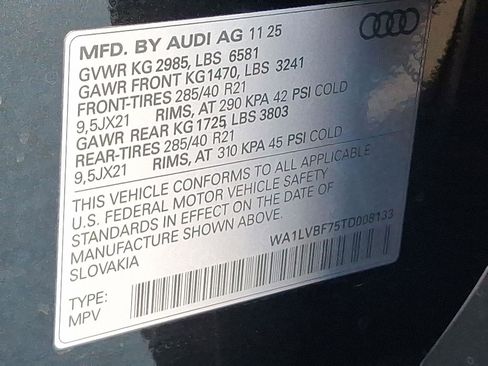 MFD. BY AUDI AG 11 25
GVWR KG 2985, LBS 6581
GAWR FRONT KG1470, LBS 3241
FRONT-TIRES 285/40 R21
9,5JX21 RIMS, AT 290 KPA 42 PSI COLD
GAWR REAR KG 1725 LBS 3803
REAR-TIRES 285/40 R21
9,5JX21 RIMS, AT 310 KPA 45 PSI COLD
THIS VEHICLE CONFORMS TO ALL APPLICABLE
U.S. FEDERAL MOTOR VEHICLE SAFETY
STANDARDS IN EFFECT ON THE DATE OF
MANUFACTURE SHOWN ABOVE.
SLOVAKIA
WA1LVBF75TD008133
TYPE:
MPV